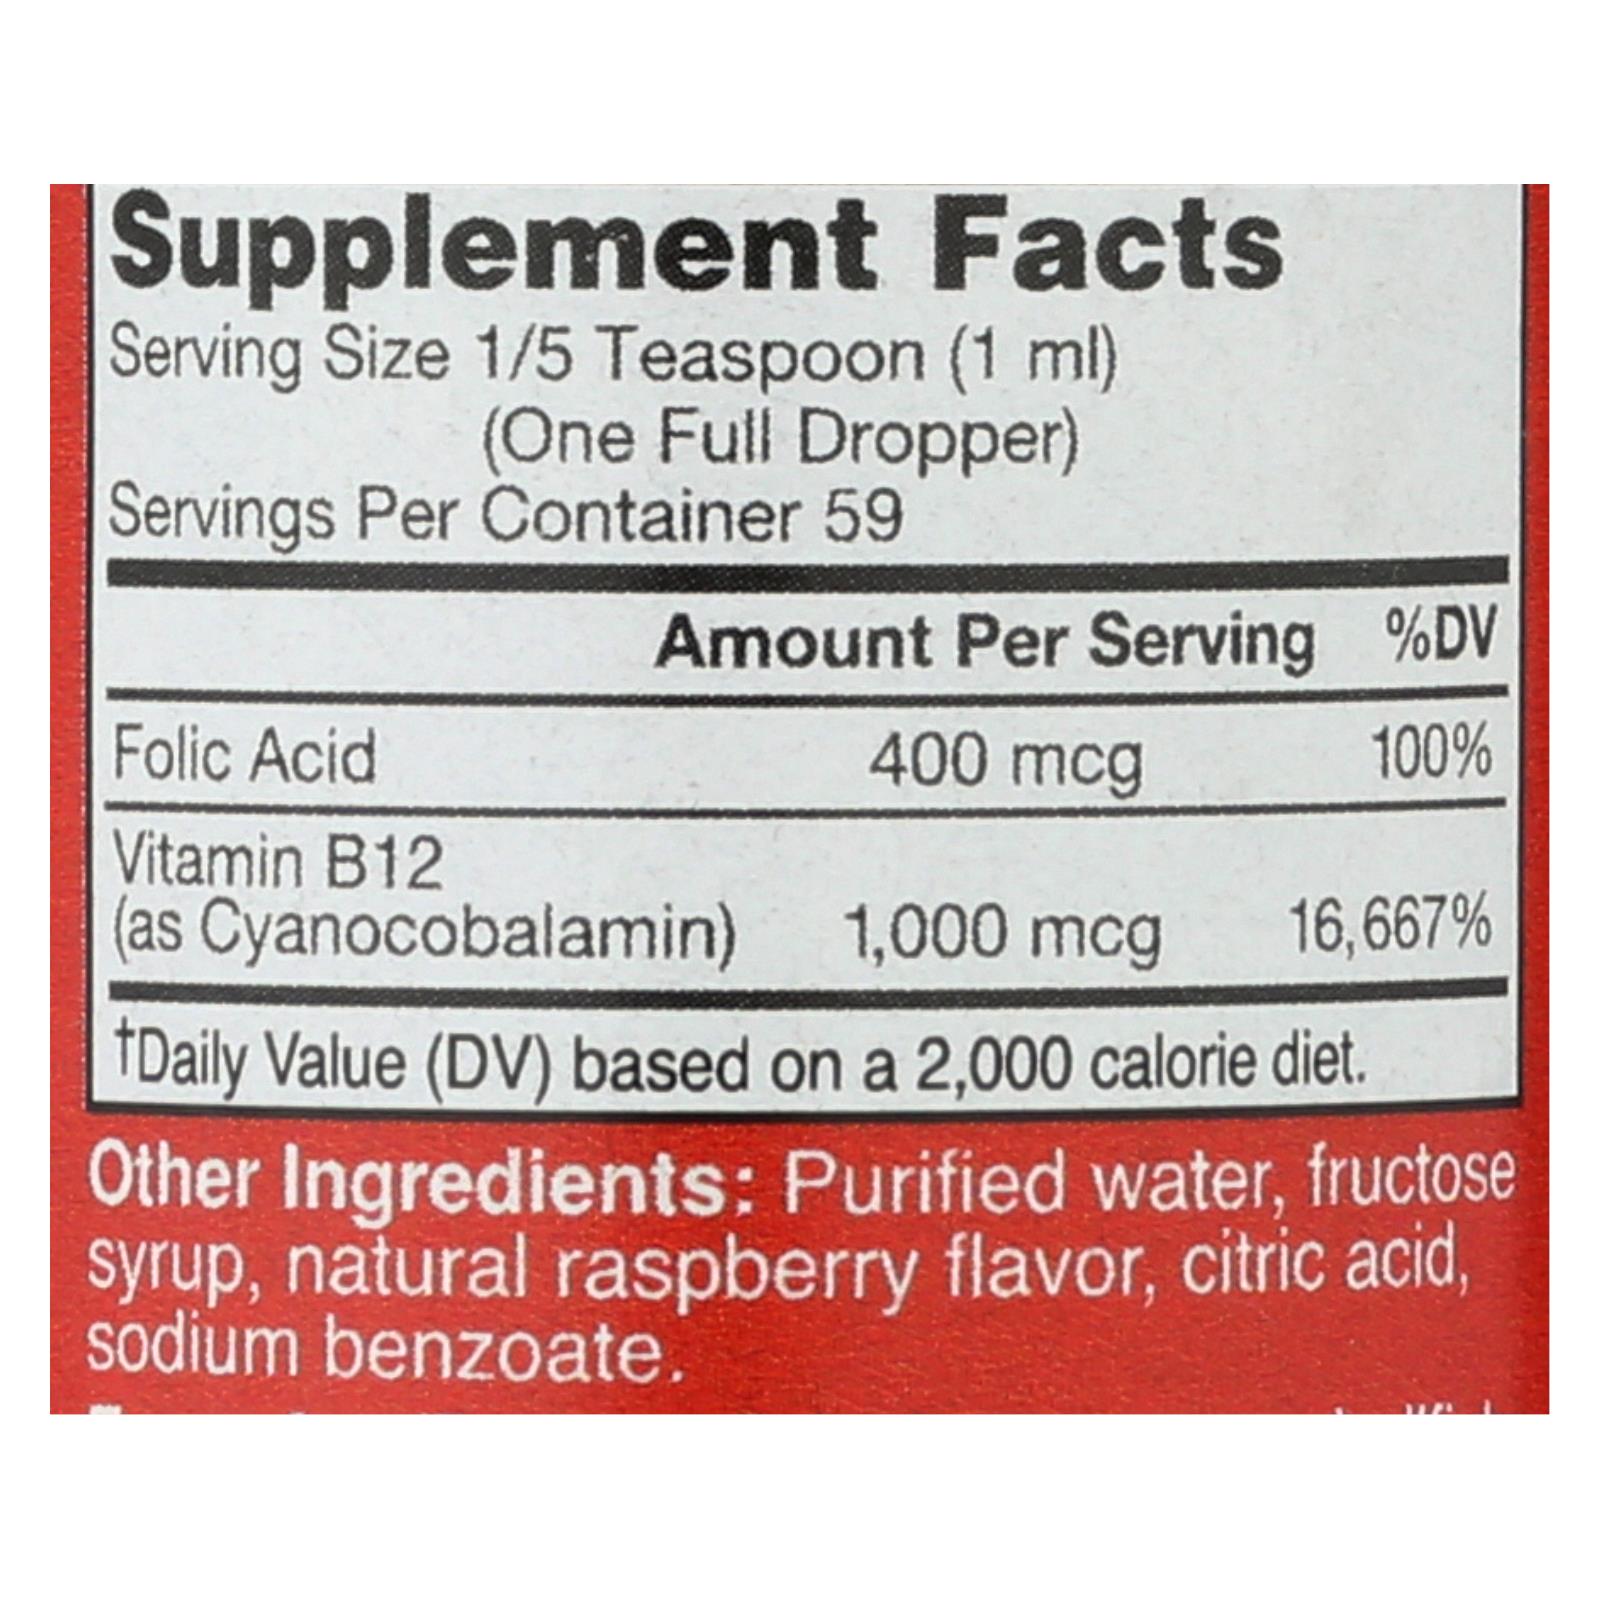 Supplement Facts
Serving Size 1/5 Teaspoon (1 ml)
(One Full Dropper)
Servings Per Container 59
Amount Per Serving %DV
Folic Acid 400 mcg 100%
Vitamin B12
(as Cyanocobalamin) 1,000 mcg 16,667%
†Daily Value (DV) based on a 2,000 calorie diet.
Other Ingredients: Purified water, fructose
syrup, natural raspberry flavor, citric acid,
sodium benzoate.